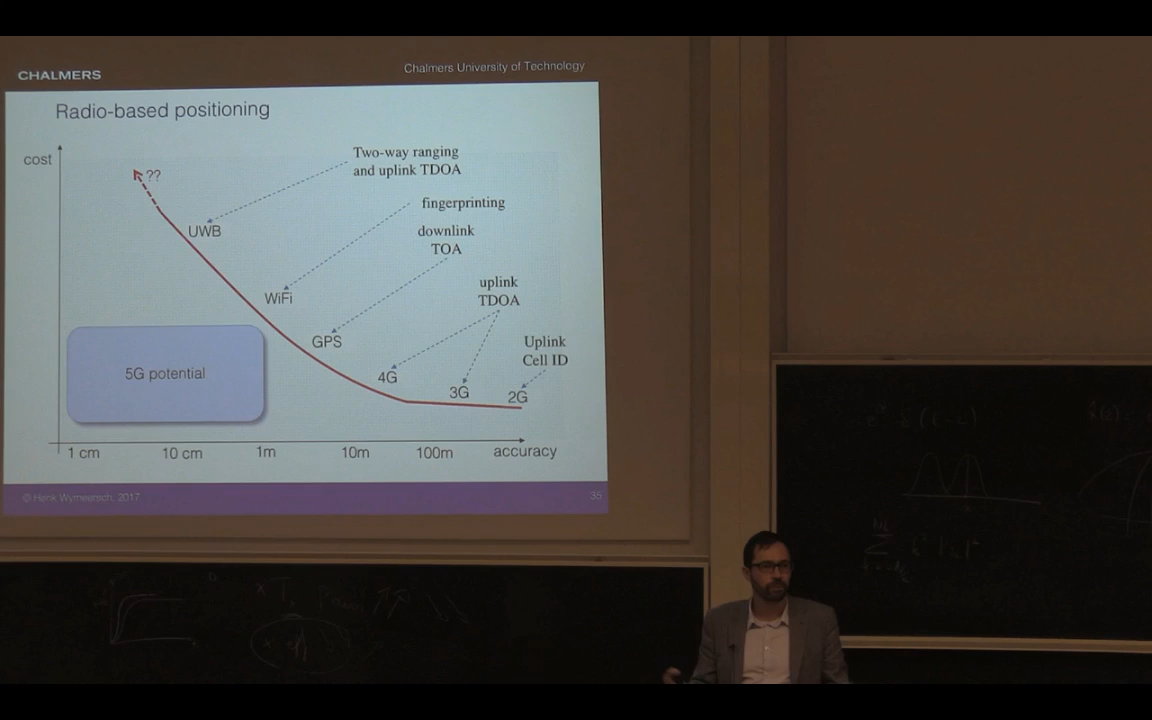 CHALMERS
Chalmers University of Technology
Radio-based positioning
cost
??
Two-way ranging
and uplink TDOA
fingerprinting
UWB
downlink
TOA
WiFi
uplink
TDOA
GPS
Uplink
Cell ID
5G potential
4G
3G
2G
1 cm
10 cm
1m
10m
100m
accuracy
© Henk Wymeersch, 2017
35